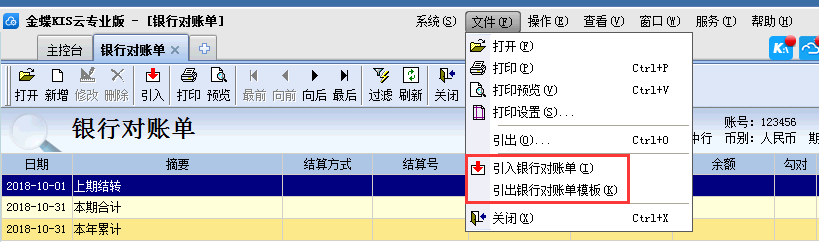 金蝶KIS云专业版 - [银行对账单]
系统(S) 文件(F) 操作(E) 查看(V) 窗口(W) 服务(T) 帮助(H)
主控台 银行对账单
打开 新增 修改 删除 引入 打印 预览 最前 向前 向后 最后 过滤 刷新 关闭
打开(F)
打印(P) Ctrl+P
打印预览(V) Ctrl+V
打印设置(S)...
引出(O)... Ctrl+O
引入银行对账单(I)
引出银行对账单模板(K)
关闭(X) Ctrl+X
银行对账单
账号: 123456
中行 币别: 人民币 期
日期 摘要 结算方式 结算号 余额 勾对
2018-10-01 上期结转
2018-10-31 本期合计
2018-10-31 本年累计